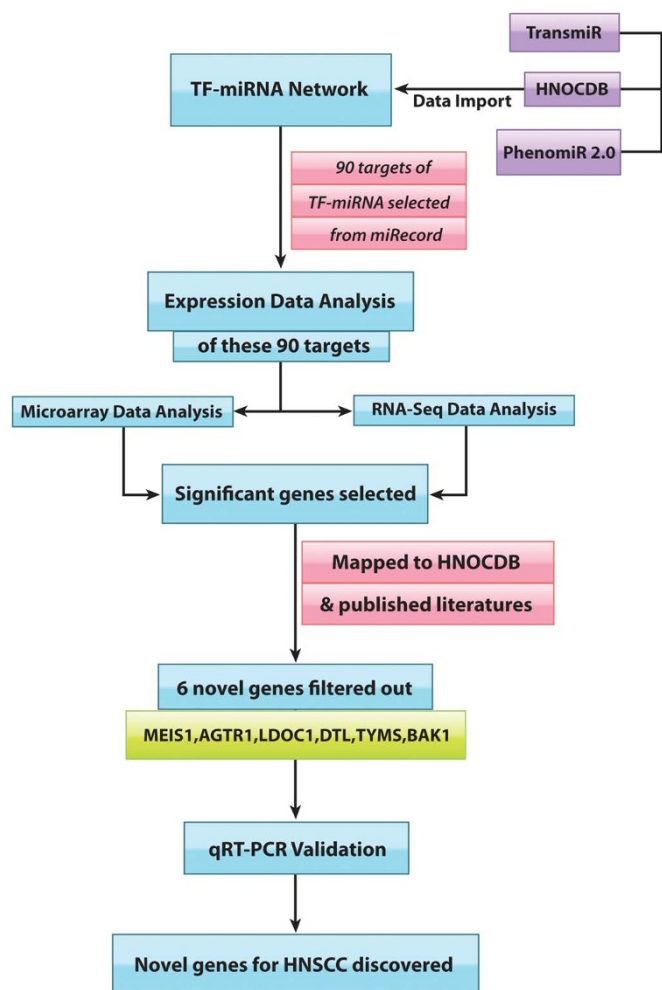 TransmiR
TF-miRNA Network
Data Import
HNOCDB
PhenomiR 2.0
90 targets of
TF-miRNA selected
from miRecord
Expression Data Analysis
of these 90 targets
Microarray Data Analysis
RNA-Seq Data Analysis
Significant genes selected
Mapped to HNOCDB
& published literatures
6 novel genes filtered out
MEIS1,AGTR1,LDOC1,DTL,TYMS,BAK1
qRT-PCR Validation
Novel genes for HNSCC discovered